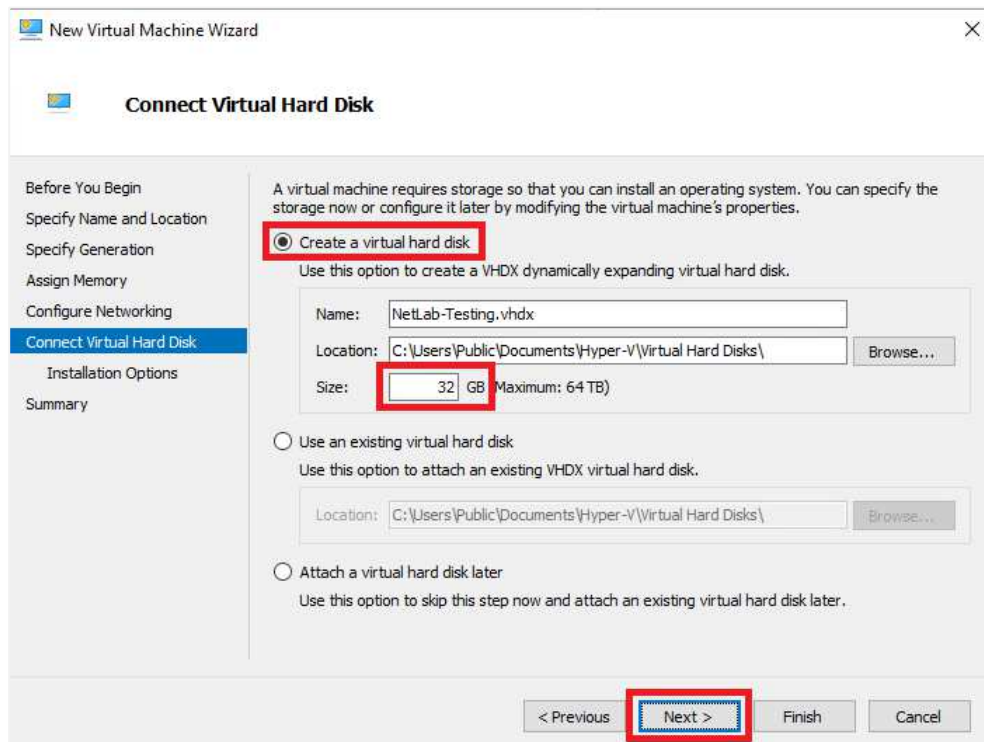 New Virtual Machine Wizard
Connect Virtual Hard Disk
Before You Begin
Specify Name and Location
Specify Generation
Assign Memory
Configure Networking
Connect Virtual Hard Disk
Installation Options
Summary
A virtual machine requires storage so that you can install an operating system. You can specify the
storage now or configure it later by modifying the virtual machine's properties.
Create a virtual hard disk
Use this option to create a VHDX dynamically expanding virtual hard disk.
Name: NetLab-Testing.vhdx
Location: C:\Users\Public\Documents\Hyper-V\Virtual Hard Disks\ Browse...
Size: 32 GB (Maximum: 64 TB)
Use an existing virtual hard disk
Use this option to attach an existing VHDX virtual hard disk.
Location: C:\Users\Public\Documents\Hyper-V\Virtual Hard Disks\ Browse...
Attach a virtual hard disk later
Use this option to skip this step now and attach an existing virtual hard disk later.
< Previous Next > Finish Cancel